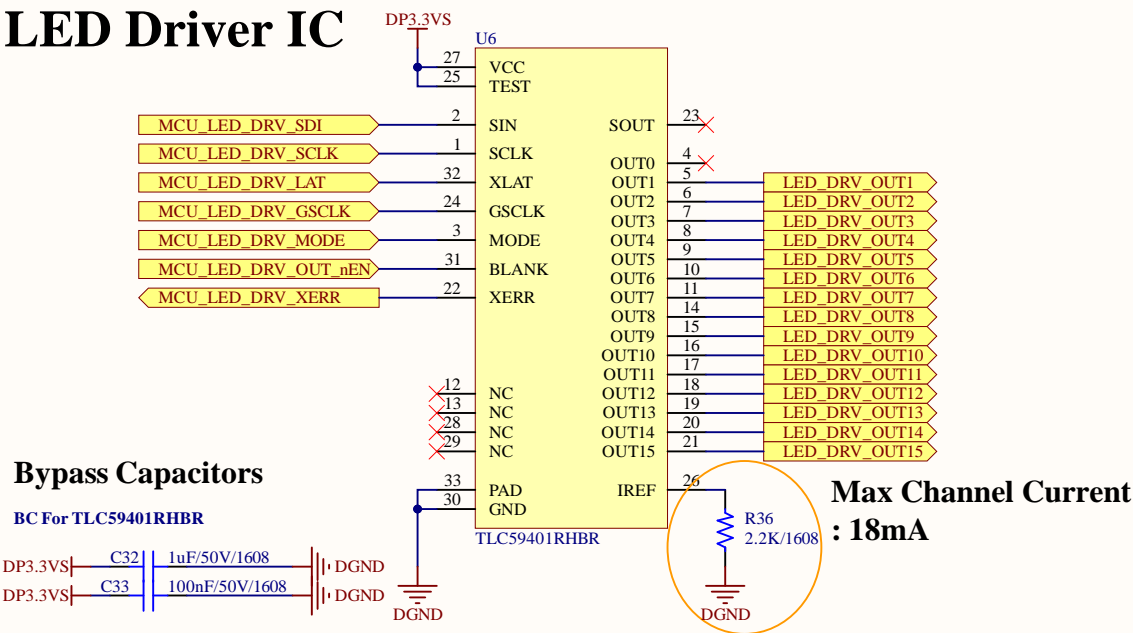 LED Driver IC
DP3.3VS
U6
27 VCC
25 TEST
MCU_LED_DRV_SDI 2 SIN
MCU_LED_DRV_SCLK 1 SCLK
MCU_LED_DRV_LAT 32 XLAT
MCU_LED_DRV_GSCLK 24 GSCLK
MCU_LED_DRV_MODE 3 MODE
MCU_LED_DRV_OUT_nEN 31 BLANK
MCU_LED_DRV_XERR 22 XERR
12 NC
13 NC
28 NC
29 NC
33 PAD
30 GND
SOUT 23
OUT0 4
OUT1 5 LED_DRV_OUT1
OUT2 6 LED_DRV_OUT2
OUT3 7 LED_DRV_OUT3
OUT4 8 LED_DRV_OUT4
OUT5 9 LED_DRV_OUT5
OUT6 10 LED_DRV_OUT6
OUT7 11 LED_DRV_OUT7
OUT8 14 LED_DRV_OUT8
OUT9 15 LED_DRV_OUT9
OUT10 16 LED_DRV_OUT10
OUT11 17 LED_DRV_OUT11
OUT12 18 LED_DRV_OUT12
OUT13 19 LED_DRV_OUT13
OUT14 20 LED_DRV_OUT14
OUT15 21 LED_DRV_OUT15
IREF 26
TLC59401RHBR
DGND
R36
2.2K/1608
DGND
Max Channel Current
: 18mA
Bypass Capacitors
BC For TLC59401RHBR
DP3.3VS C32 1uF/50V/1608 DGND
DP3.3VS C33 100nF/50V/1608 DGND